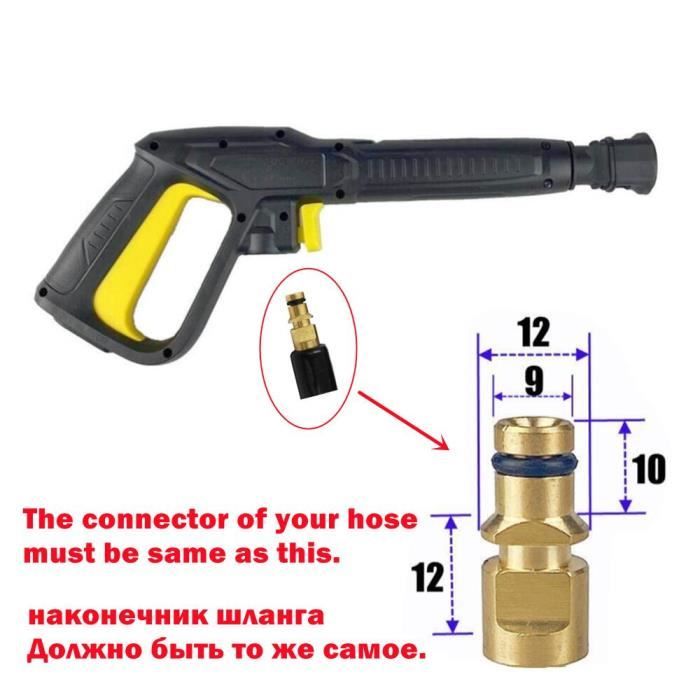 12
9
10
12
The connector of your hose
must be same as this.
наконечник шланга
Должно быть то же самое.